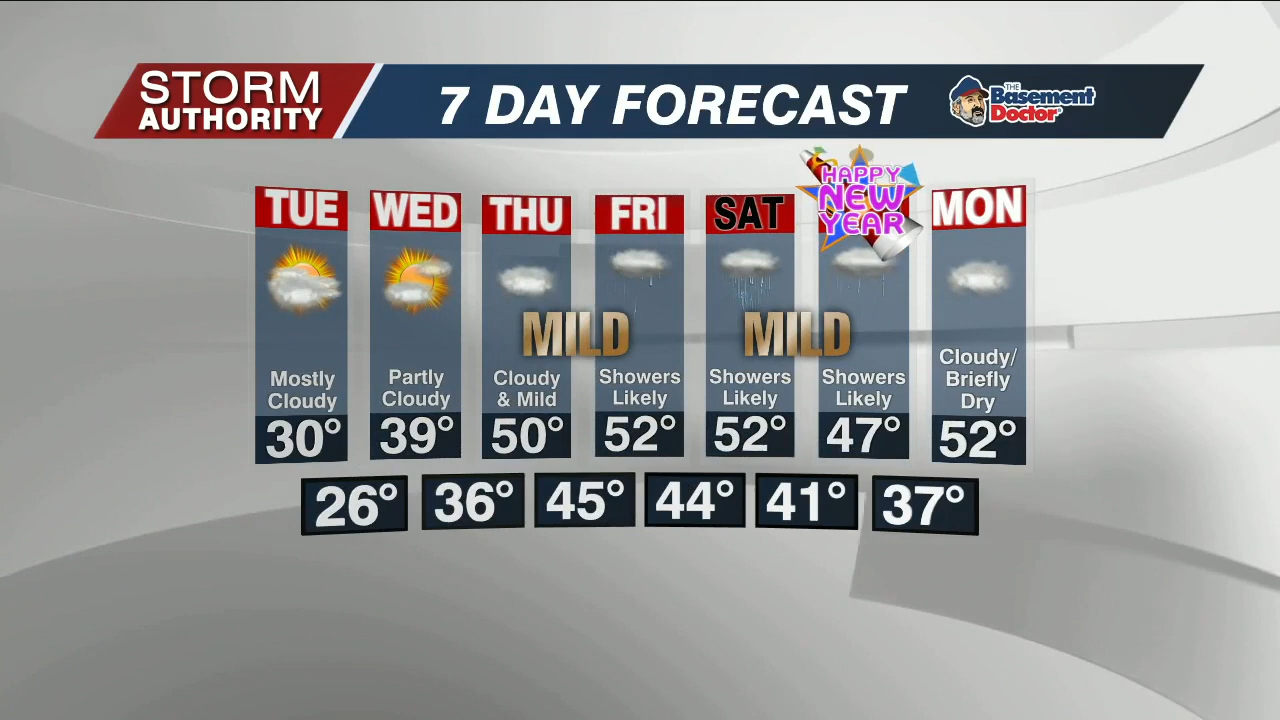 STORM
AUTHORITY
7 DAY FORECAST
THE
Basement
Doctor
TUE
WED
THU
FRI
SAT
HAPPY
NEW
YEAR
MON
MILD
MILD
Mostly
Cloudy
Partly
Cloudy
Cloudy
& Mild
Showers
Likely
Showers
Likely
Showers
Likely
Cloudy/
Briefly
Dry
30°
39°
50°
52°
52°
47°
52°
26°
36°
45°
44°
41°
37°